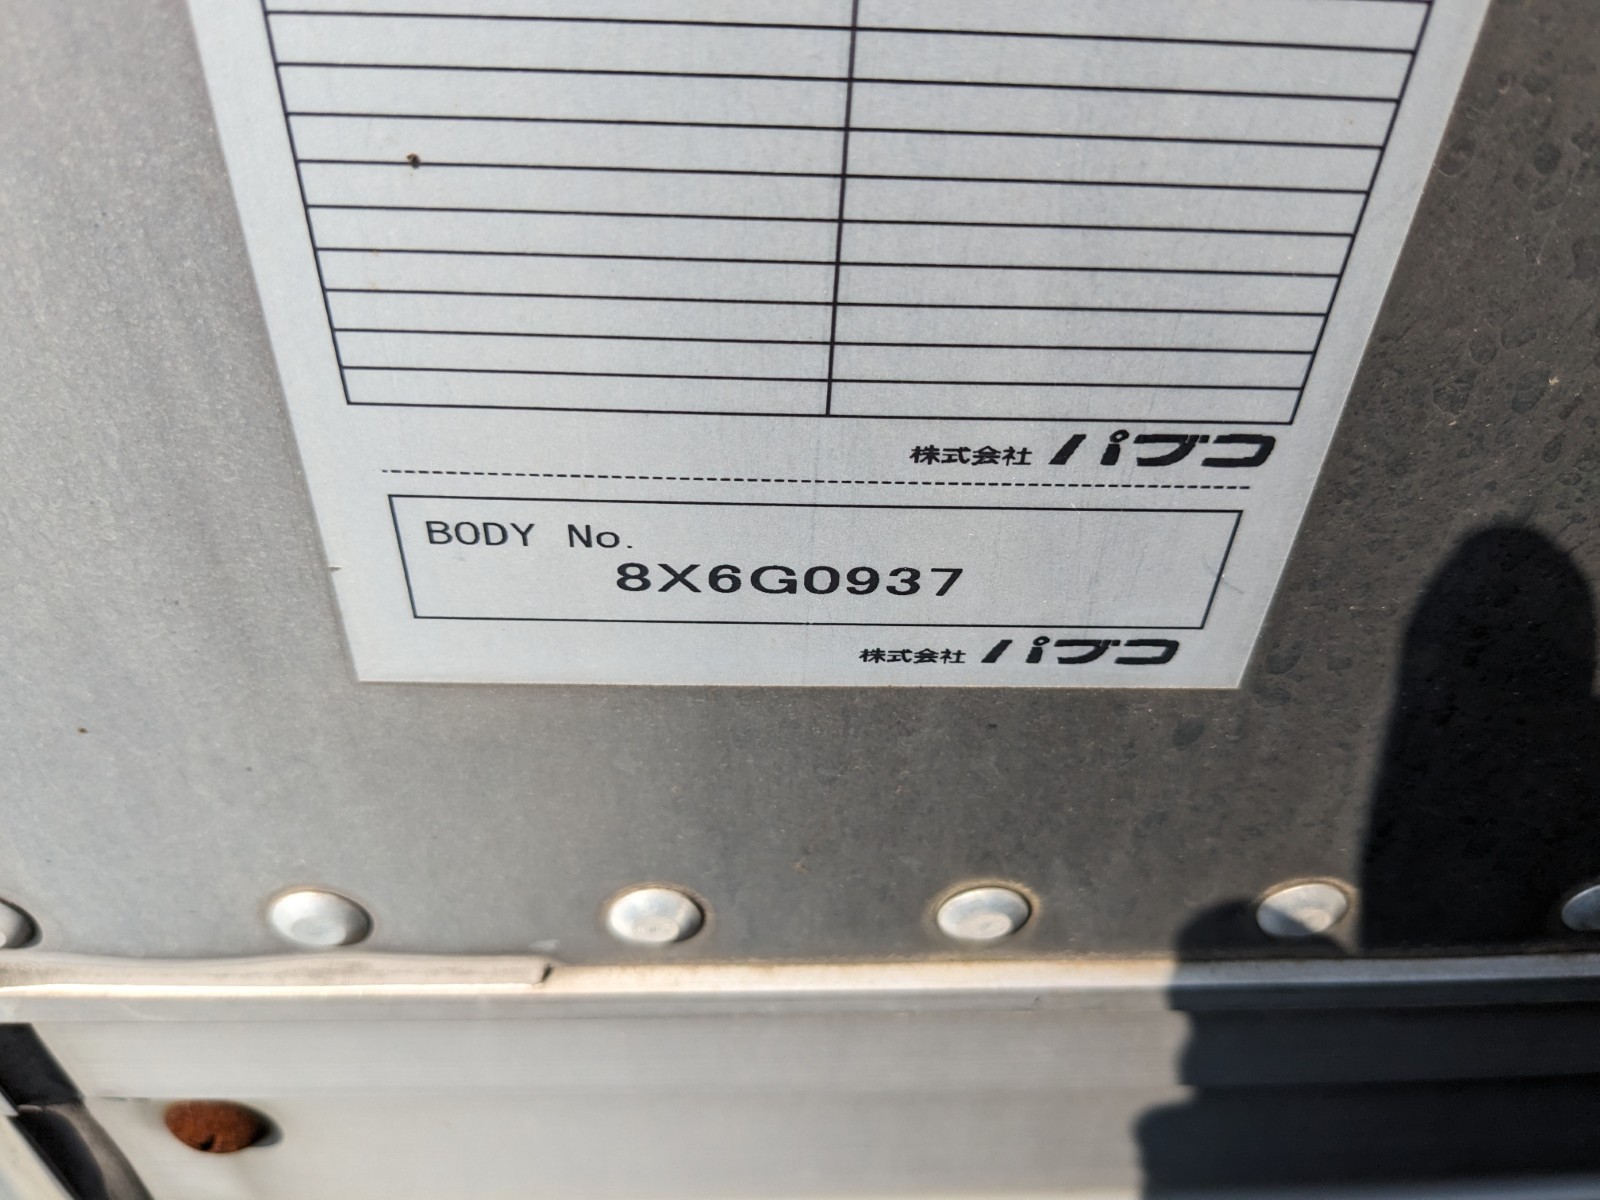 株式会社 パブコ
BODY No.
8X6G0937
株式会社 パブコ